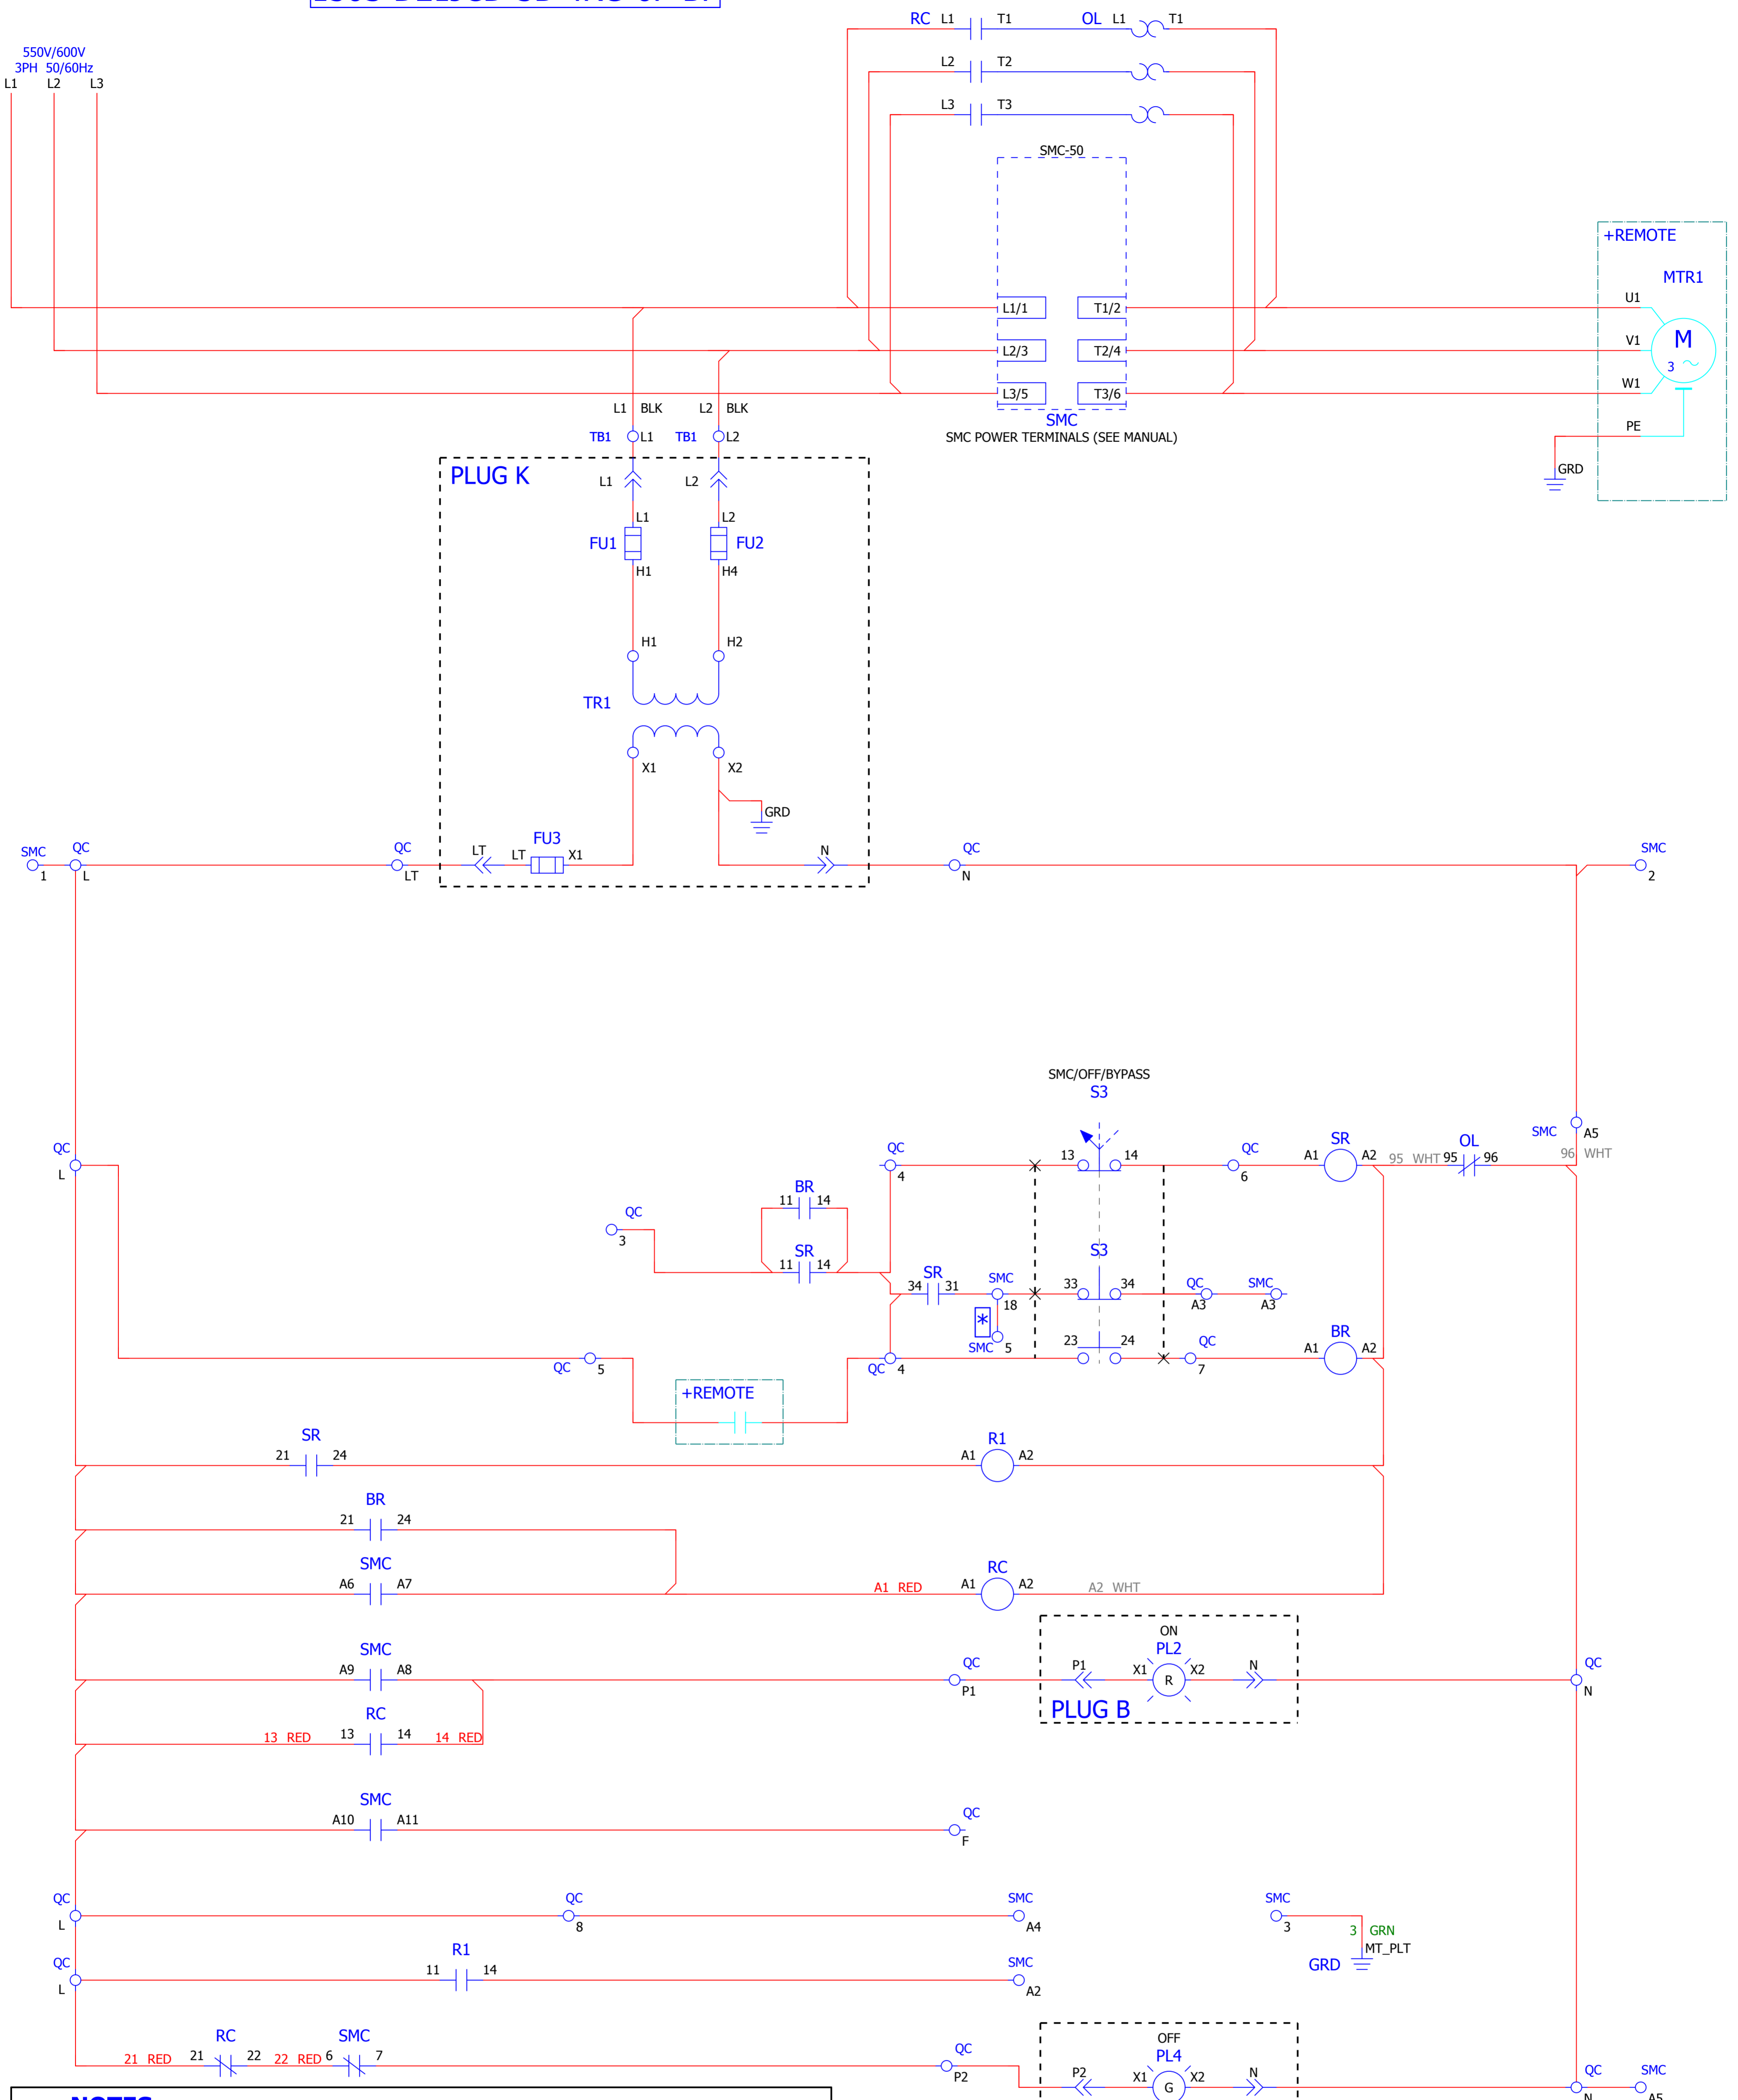 550V/600V
3PH 50/60Hz
L1 L2 L3
RC L1 T1 OL L1 T1
L2 T2
L3 T3
SMC-50
L1/1 T1/2
L2/3 T2/4
L3/5 T3/6
SMC
SMC POWER TERMINALS (SEE MANUAL)
+REMOTE
MTR1
U1
V1
W1
PE
M
3
GRD
L1 BLK L2 BLK
TB1 L1 TB1 L2
PLUG K
L1 L2
L1 L2
FU1 FU2
H1 H4
H1 H2
TR1
X1 X2
GRD
SMC QC QC LT LT FU3 X1 N QC SMC
1 L LT N 2
SMC/OFF/BYPASS
S3
QC QC 13 14 QC A1 SR A2 95 WHT 95 OL 96 SMC A5
96 WHT
L 4 6
BR
11 14
QC
3
SR
11 14
S3
SR
34 31 SMC 33 34 QC SMC
18 A3 A3
*
SMC 5 23 24 QC BR
A1 A2
QC 5 QC 4 7
+REMOTE
SR R1
21 24 A1 A2
BR
21 24
SMC RC
A6 A7 A1 RED A1 A2 A2 WHT
ON
SMC PL2
A9 A8 QC P1 X1 R X2 N QC
P1 N
PLUG B
RC
13 RED 13 14 14 RED
SMC
A10 A11 QC
F
QC QC SMC SMC
L 8 A4 3
3 GRN
MT_PLT
GRD
QC R1 SMC
L 11 14 A2
OFF
RC SMC PL4
21 RED 21 22 22 RED 6 7 QC P2 X1 G X2 N QC SMC
P2 N A5
NOTES